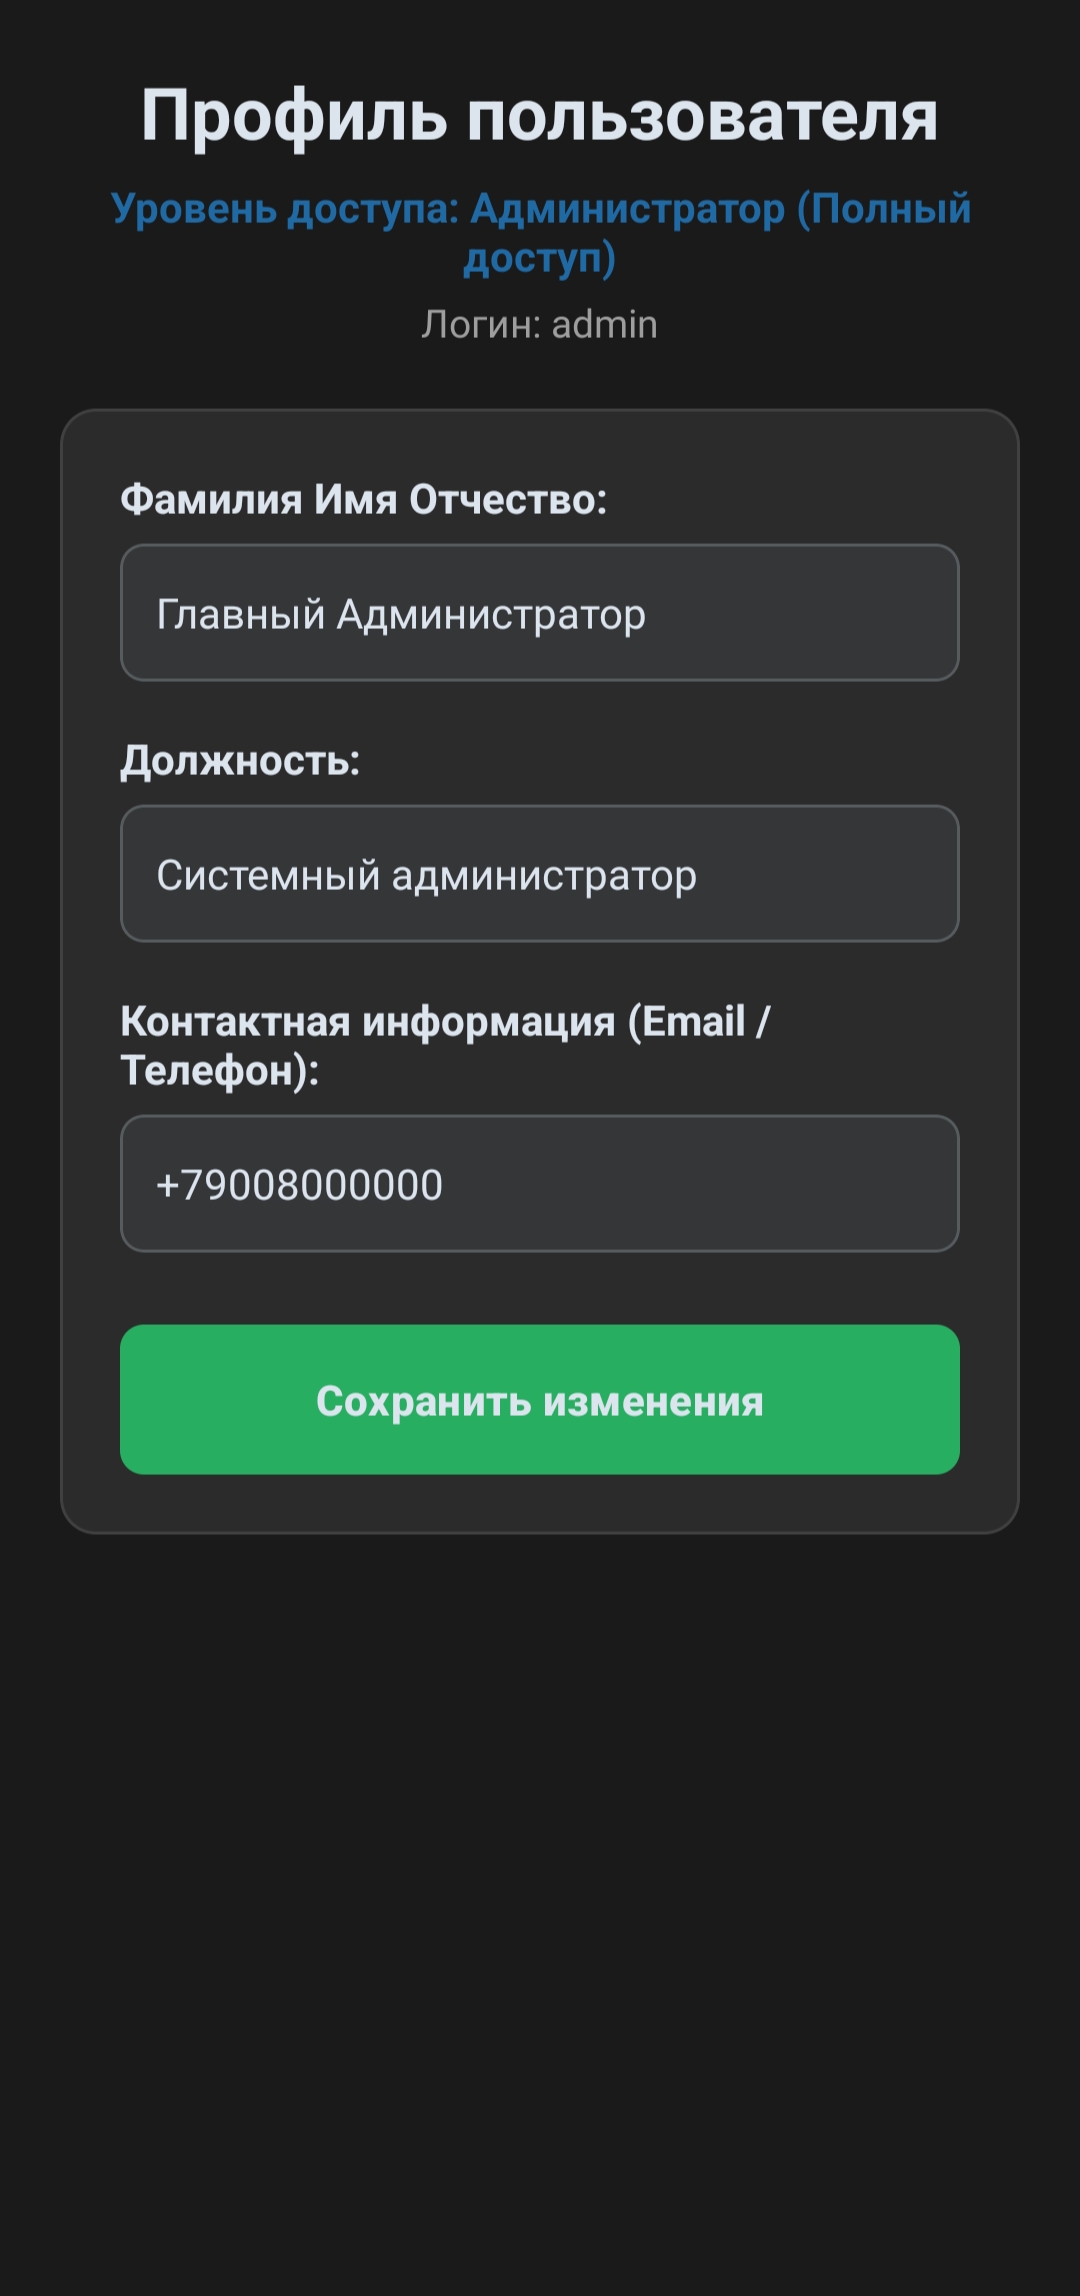 Профиль пользователя
Уровень доступа: Администратор (Полный
доступ)
Логин: admin
Фамилия Имя Отчество:
Главный Администратор
Должность:
Системный администратор
Контактная информация (Email /
Телефон):
+79008000000
Сохранить изменения